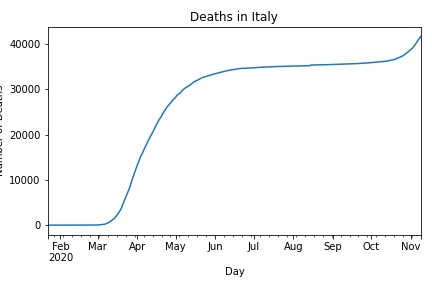 Deaths in Italy
Number of Deaths
40000
30000
20000
10000
0
Feb Mar Apr May Jun Jul Aug Sep Oct Nov
2020
Day